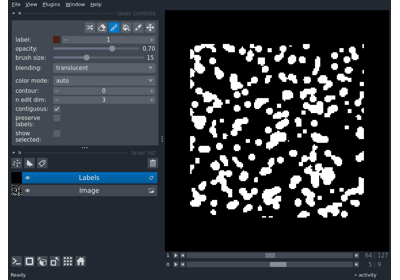 File View Plugins Window Help
layer controls
label: 1
opacity: 0.70
brush size: 15
blending: translucent
color mode: auto
contour: 0
n edit dim: 3
contiguous:
preserve
labels:
show
selected:
layer list
Labels
Image
1 64 127
0 5 9
Ready
activity